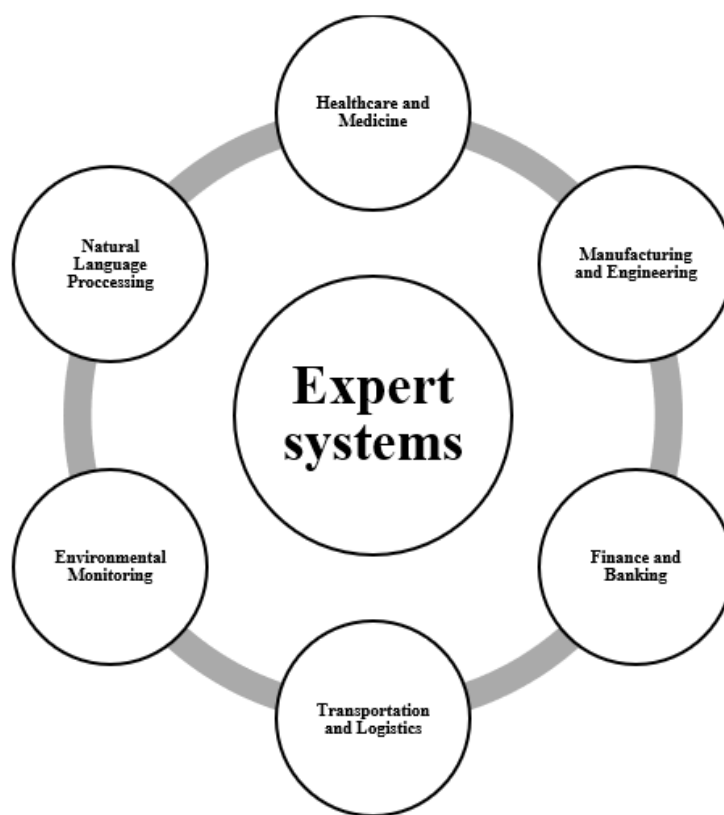 Healthcare and
Medicine
Natural
Language
Proccessing
Manufacturing
and Engineering
Expert
systems
Environmental
Monitoring
Finance and
Banking
Transportation
and Logistics